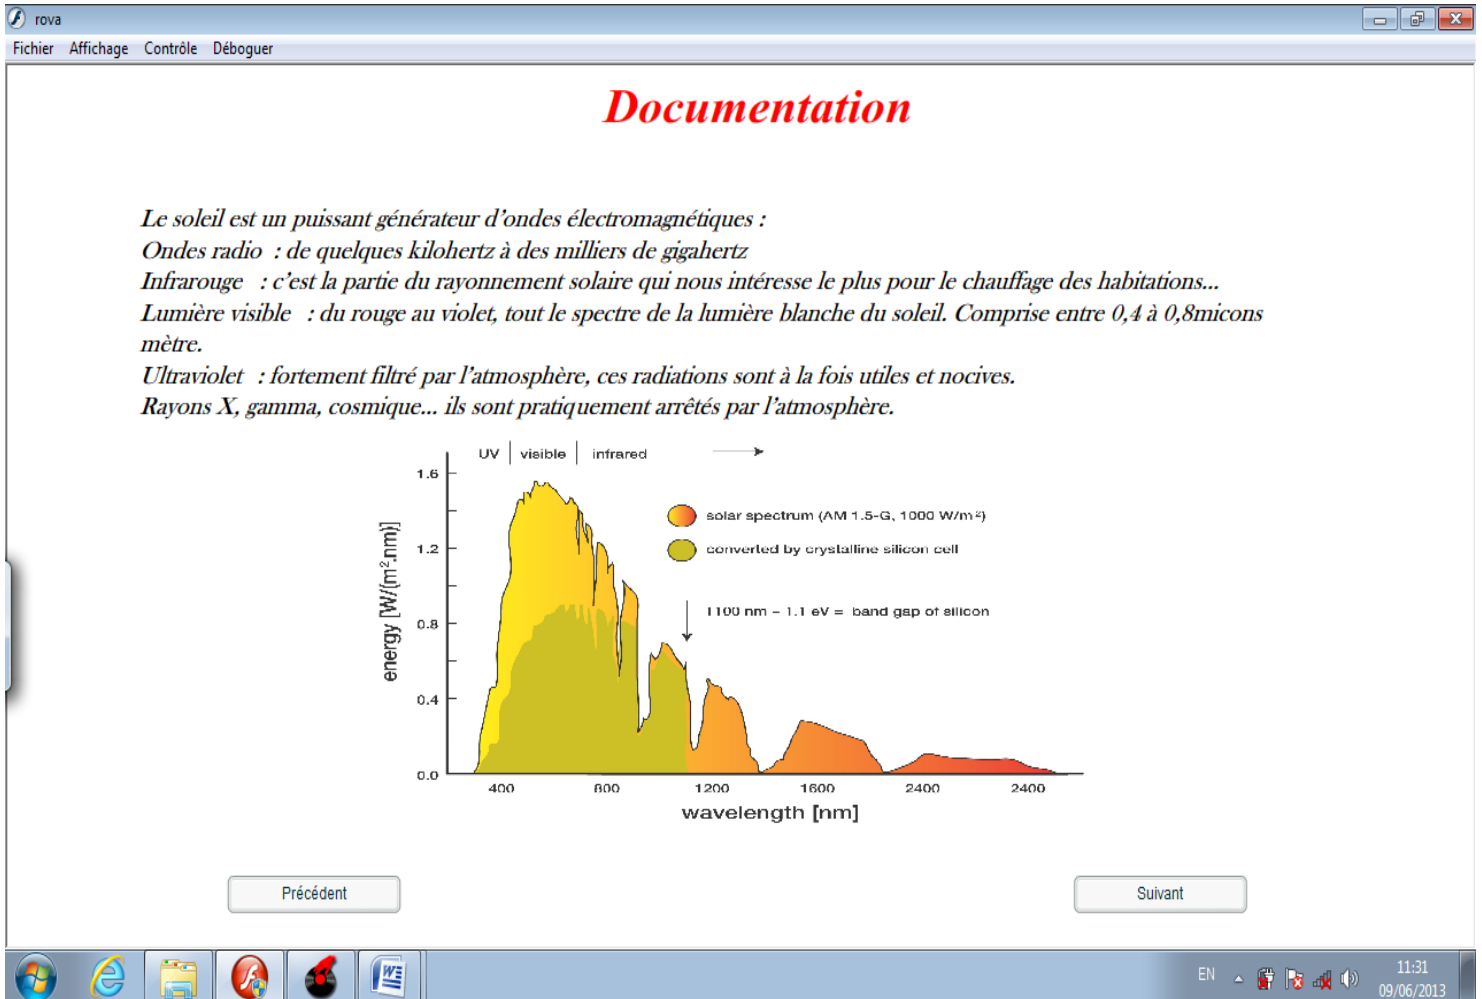 rova
Fichier Affichage Contrôle Déboguer
Documentation
Le soleil est un puissant générateur d'ondes électromagnétiques :
Ondes radio : de quelques kilohertz à des milliers de gigahertz
Infrarouge : c'est la partie du rayonnement solaire qui nous intéresse le plus pour le chauffage des habitations...
Lumière visible : du rouge au violet, tout le spectre de la lumière blanche du soleil. Comprise entre 0,4 à 0,8micons
mètre.
Ultraviolet : fortement filtré par l'atmosphère, ces radiations sont à la fois utiles et nocives.
Rayons X, gamma, cosmique... ils sont pratiquement arrêtés par l'atmosphère.
UV visible infrared
1.6
1.2
0.8
0.4
0.0
energy [W/(m².nm)]
solar spectrum (AM 1.5-G, 1000 W/m²)
converted by crystalline silicon cell
1100 nm – 1.1 eV = band gap of silicon
400 800 1200 1600 2400 2400
wavelength [nm]
Précédent
Suivant
EN
11:31
09/06/2013